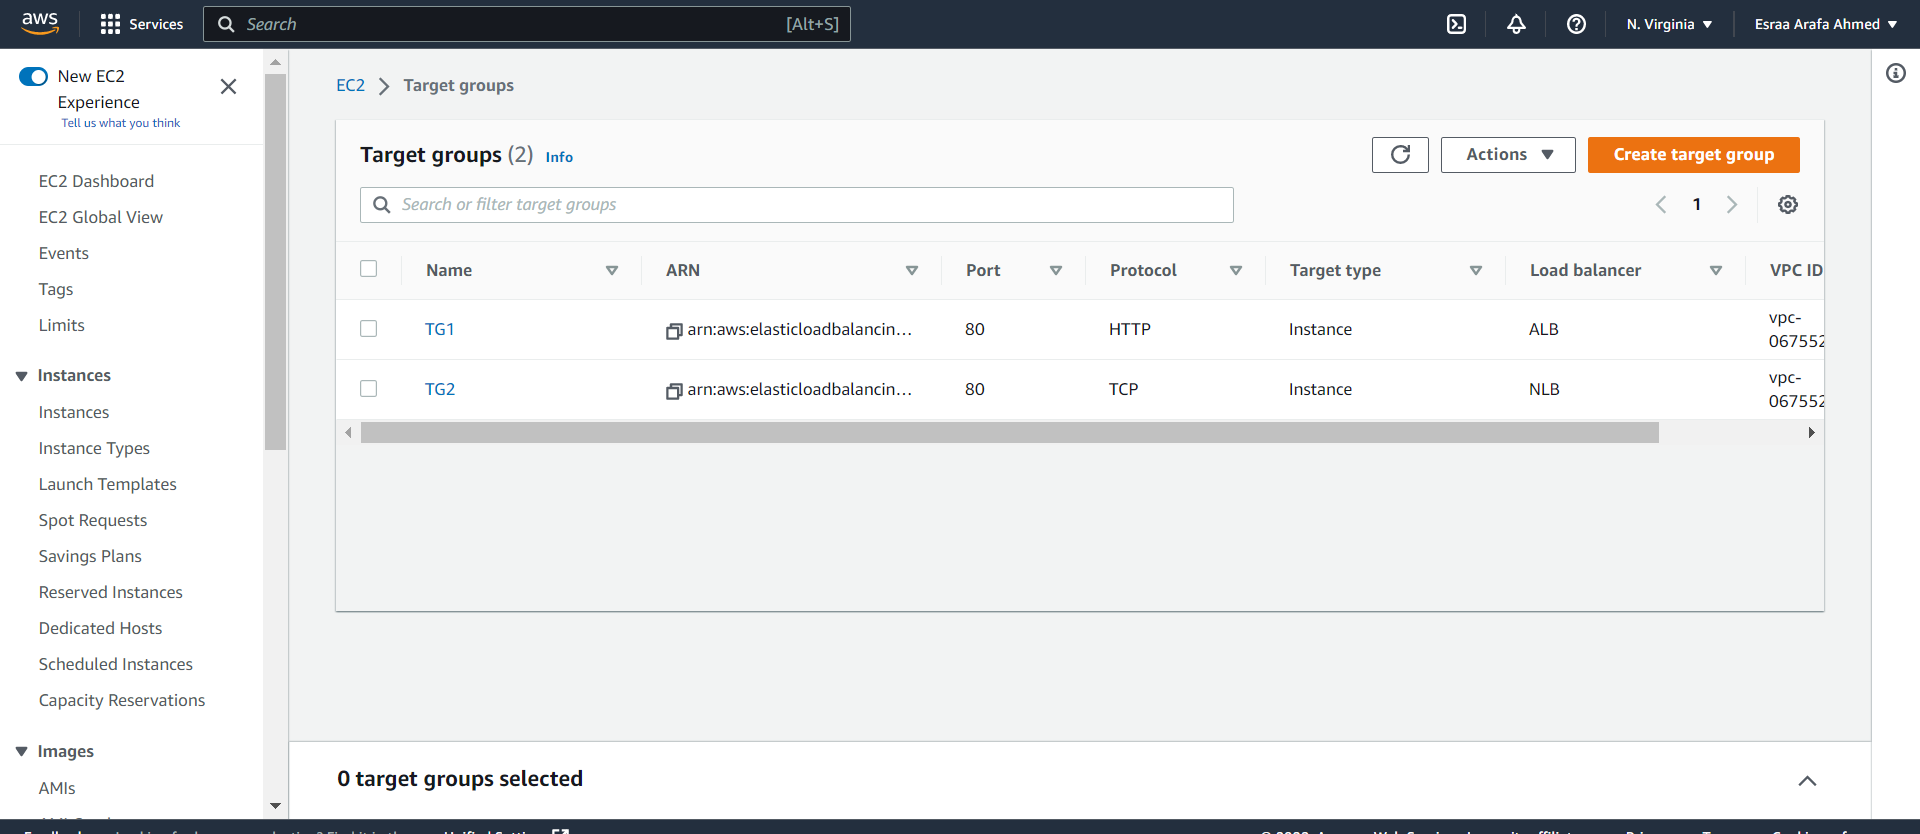 aws
Services
Search
[Alt+S]
N. Virginia
Esraa Arafa Ahmed
New EC2
Experience
Tell us what you think
EC2 Dashboard
EC2 Global View
Events
Tags
Limits
Instances
Instances
Instance Types
Launch Templates
Spot Requests
Savings Plans
Reserved Instances
Dedicated Hosts
Scheduled Instances
Capacity Reservations
Images
AMIs
EC2 > Target groups
Target groups (2) Info
Actions
Create target group
Search or filter target groups
1
Name ARN Port Protocol Target type Load balancer VPC ID
TG1 arn:aws:elasticloadbalancin... 80 HTTP Instance ALB vpc-
067552
TG2 arn:aws:elasticloadbalancin... 80 TCP Instance NLB vpc-
067552
0 target groups selected